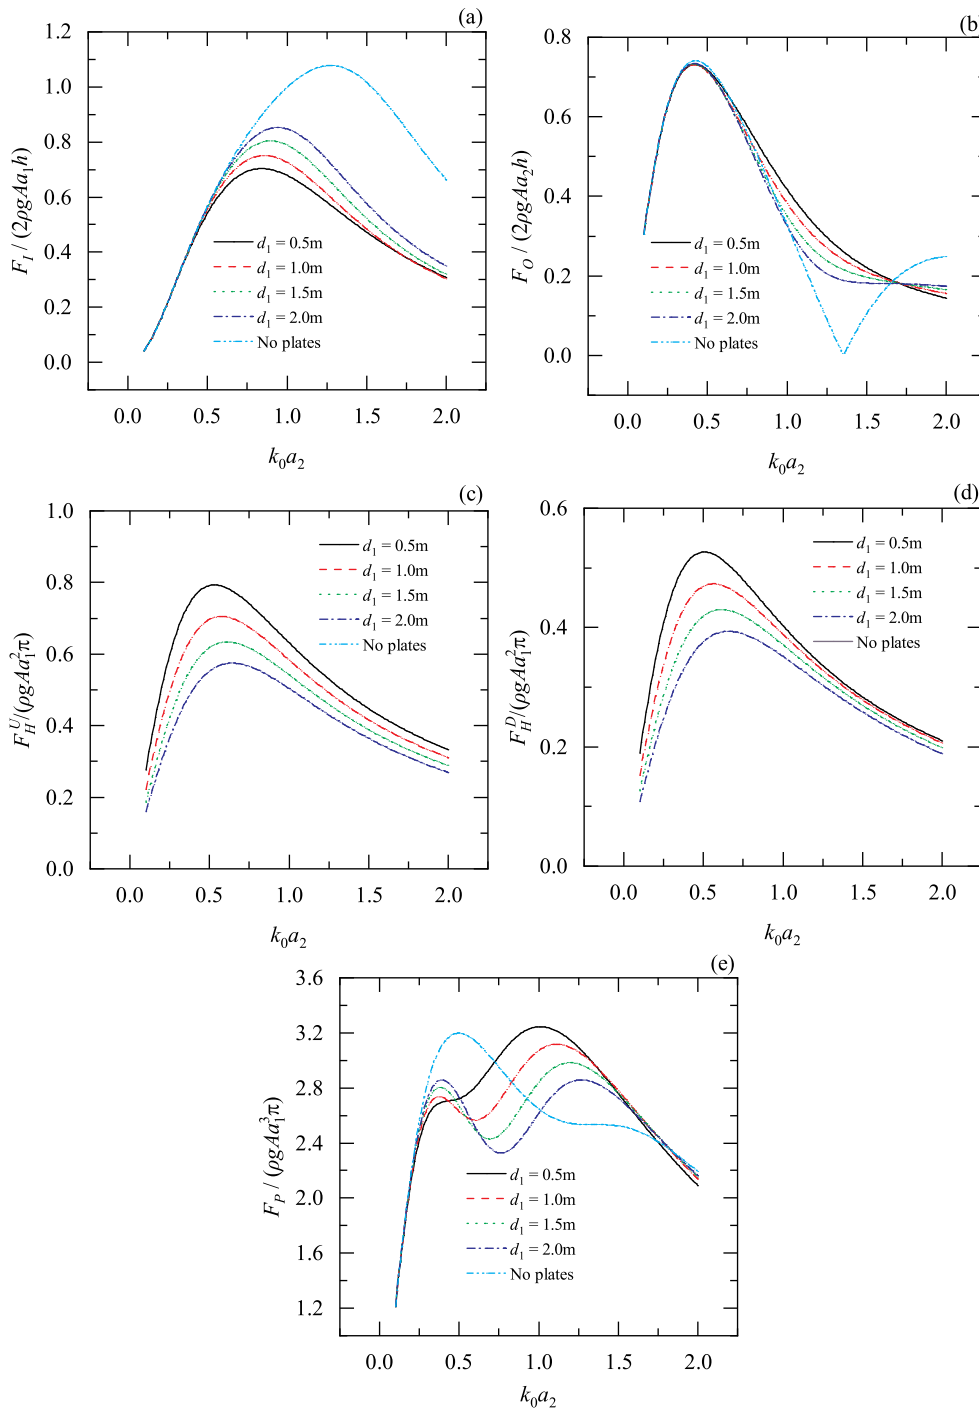 (a)
1.2
1.0
0.8
0.6
0.4
0.2
0.0
F_I / (2ρgAa_1h)
d_1 = 0.5m
d_1 = 1.0m
d_1 = 1.5m
d_1 = 2.0m
No plates
0.0 0.5 1.0 1.5 2.0
k_0a_2
(b
0.8
0.6
0.4
0.2
0.0
F_O / (2ρgAa_2h)
d_1 = 0.5m
d_1 = 1.0m
d_1 = 1.5m
d_1 = 2.0m
No plates
0.0 0.5 1.0 1.5 2.0
k_0a_2
(c)
1.0
0.8
0.6
0.4
0.2
0.0
F_H^U/(ρgAa_1^2π)
d_1 = 0.5m
d_1 = 1.0m
d_1 = 1.5m
d_1 = 2.0m
No plates
0.0 0.5 1.0 1.5 2.0
k_0a_2
(d)
0.6
0.4
0.2
0.0
F_H^D/(ρgAa_1^2π)
d_1 = 0.5m
d_1 = 1.0m
d_1 = 1.5m
d_1 = 2.0m
No plates
0.0 0.5 1.0 1.5 2.0
k_0a_2
(e)
3.6
3.2
2.8
2.4
2.0
1.6
1.2
F_P / (ρgAa_1^3π)
d_1 = 0.5m
d_1 = 1.0m
d_1 = 1.5m
d_1 = 2.0m
No plates
0.0 0.5 1.0 1.5 2.0
k_0a_2